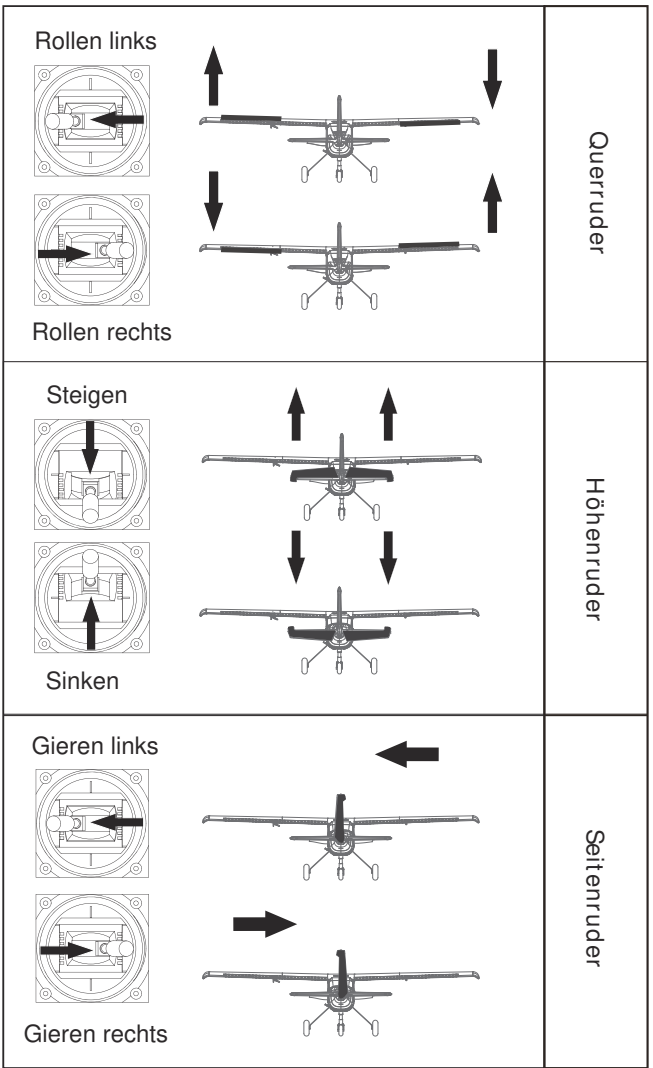 Rollen links
Rollen rechts
Querruder
Steigen
Sinken
Höhenruder
Gieren links
Gieren rechts
Seitenruder